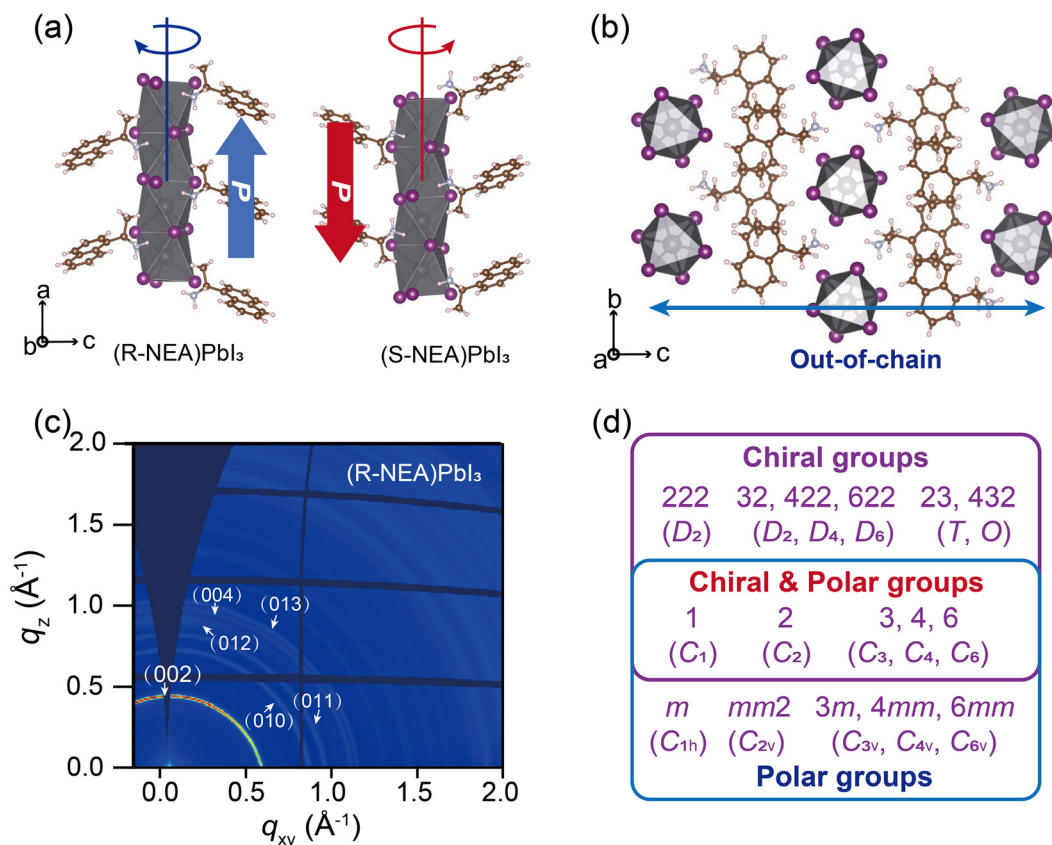 (a)
P
P
a
b
c
(R-NEA)PbI₃
(S-NEA)PbI₃
(b)
b
a
c
Out-of-chain
(c)
2.0
1.5
1.0
0.5
0.0
q_z (Å⁻¹)
(R-NEA)PbI₃
(004)
(013)
(012)
(002)
(011)
(010)
0.0 0.5 1.0 1.5 2.0
q_xy (Å⁻¹)
(d)
Chiral groups
222 32, 422, 622 23, 432
(D₂) (D₂, D₄, D₆) (T, O)
Chiral & Polar groups
1 2 3, 4, 6
(C₁) (C₂) (C₃, C₄, C₆)
m mm2 3m, 4mm, 6mm
(C₁ₕ) (C₂ᵥ) (C₃ᵥ, C₄ᵥ, C₆ᵥ)
Polar groups